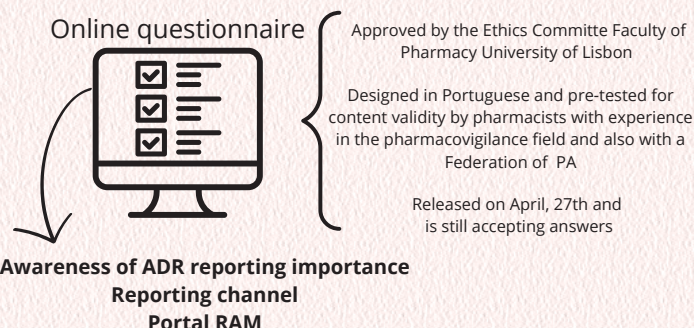 Online questionnaire
Approved by the Ethics Committe Faculty of
Pharmacy University of Lisbon
Designed in Portuguese and pre-tested for
content validity by pharmacists with experience
in the pharmacovigilance field and also with a
Federation of PA
Released on April, 27th and
is still accepting answers
Awareness of ADR reporting importance
Reporting channel
Portal RAM